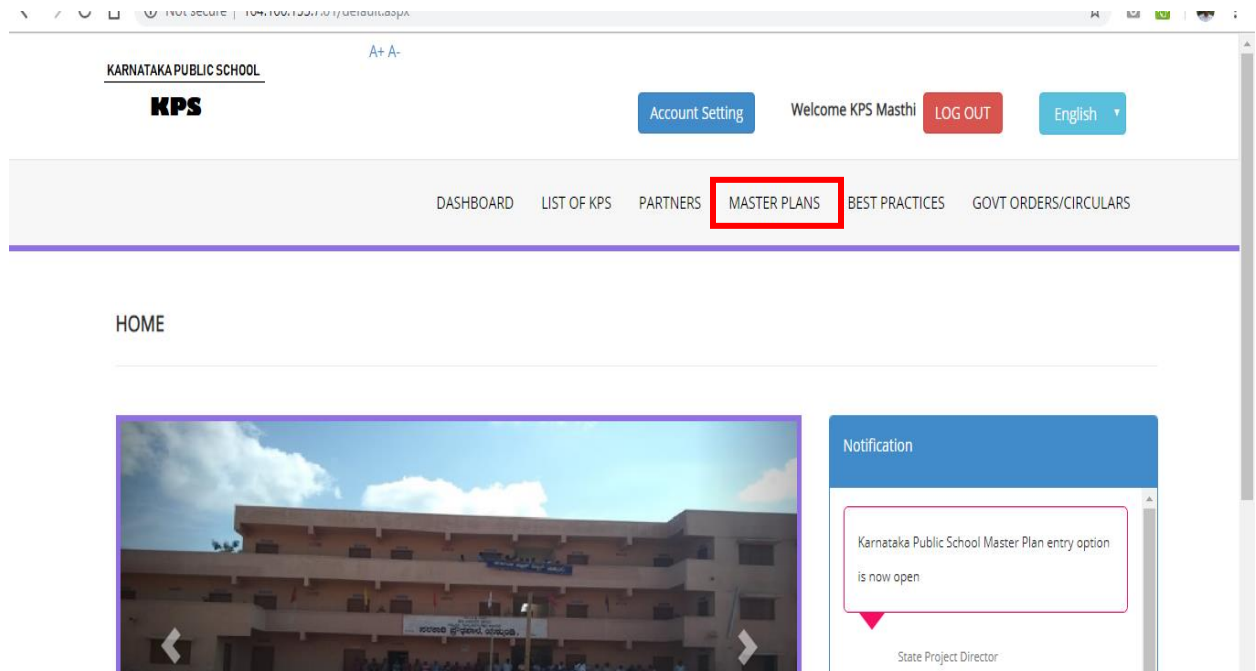 Not secure
A+ A-
KARNATAKA PUBLIC SCHOOL
KPS
Account Setting
Welcome KPS Masthi
LOG OUT
English
DASHBOARD LIST OF KPS PARTNERS MASTER PLANS BEST PRACTICES GOVT ORDERS/CIRCULARS
HOME
Notification
Karnataka Public School Master Plan entry option
is now open
State Project Director